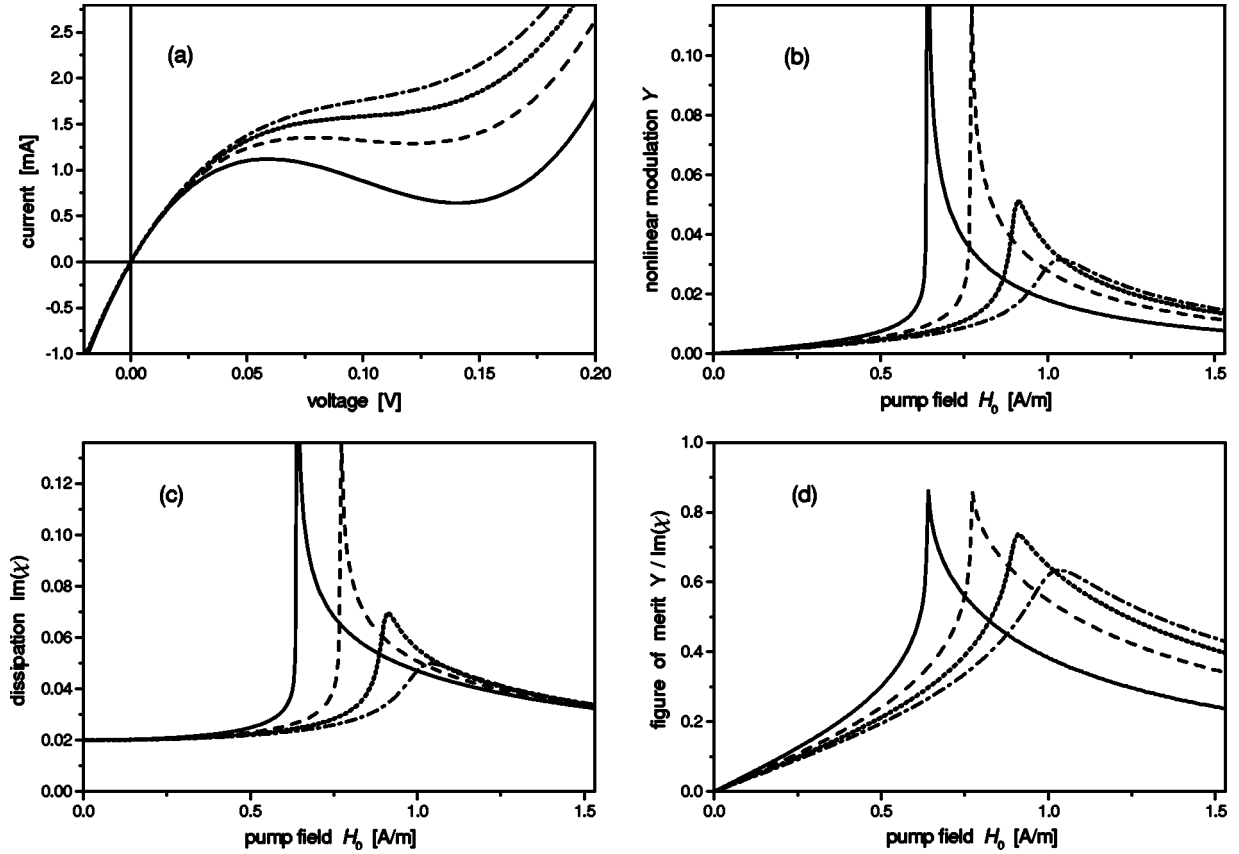 (a)
current [mA]
2.5
2.0
1.5
1.0
0.5
0.0
-0.5
-1.0
0.00 0.05 0.10 0.15 0.20
voltage [V]
(b)
nonlinear modulation Y
0.10
0.08
0.06
0.04
0.02
0.00
0.0 0.5 1.0 1.5
pump field H₀ [A/m]
(c)
dissipation Im(χ)
0.12
0.10
0.08
0.06
0.04
0.02
0.00
0.0 0.5 1.0 1.5
pump field H₀ [A/m]
(d)
figure of merit Y / Im(χ)
1.0
0.8
0.6
0.4
0.2
0.0
0.0 0.5 1.0 1.5
pump field H₀ [A/m]